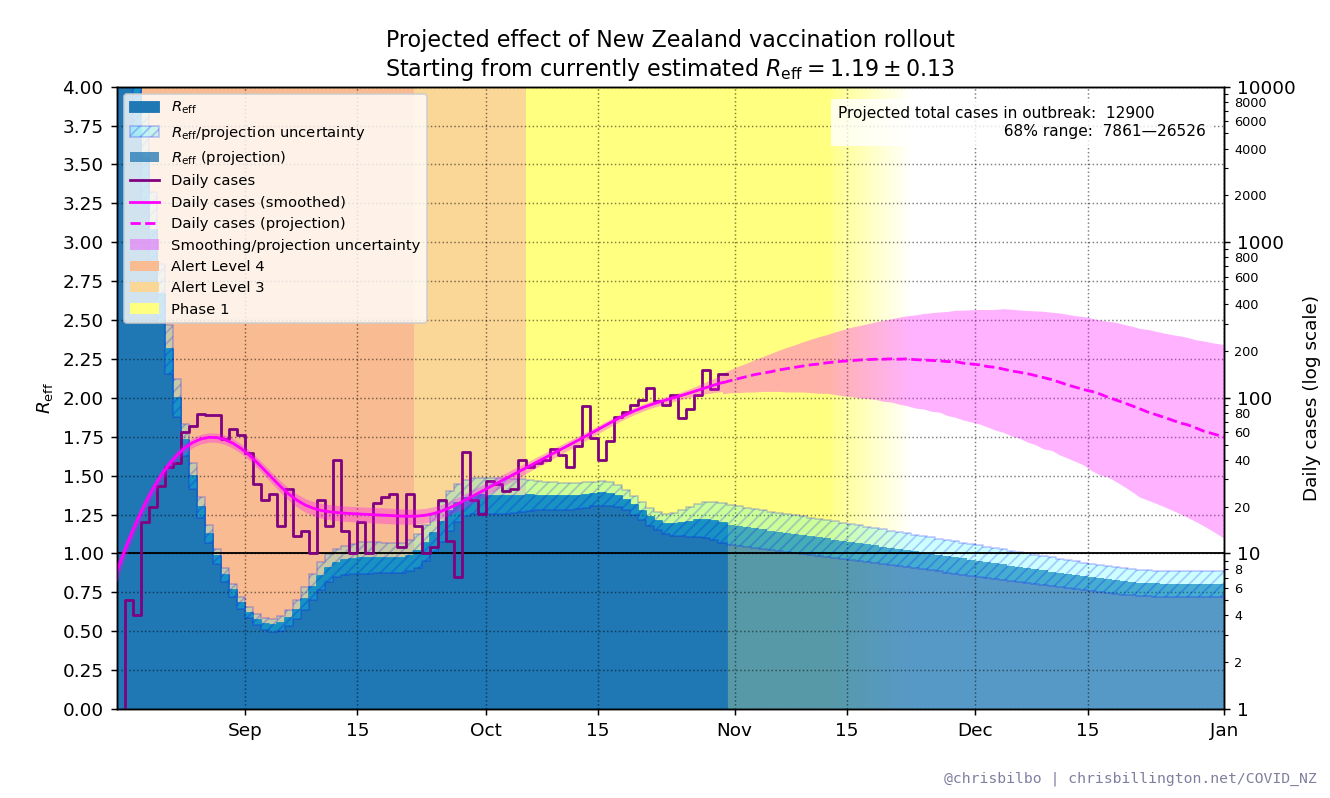 Projected effect of New Zealand vaccination rollout
Starting from currently estimated Reff = 1.19 ± 0.13
Reff
Reff/projection uncertainty
Reff (projection)
Daily cases
Daily cases (smoothed)
Daily cases (projection)
Smoothing/projection uncertainty
Alert Level 4
Alert Level 3
Phase 1
Projected total cases in outbreak: 12900
68% range: 7861—26526
Reff
4.00
3.75
3.50
3.25
3.00
2.75
2.50
2.25
2.00
1.75
1.50
1.25
1.00
0.75
0.50
0.25
0.00
10000
8000
6000
4000
2000
1000
800
600
400
200
100
80
60
40
20
10
8
6
4
2
1
Daily cases (log scale)
Sep 15 Oct 15 Nov 15 Dec 15 Jan
@chrisbilbo | chrisbillington.net/COVID_NZ